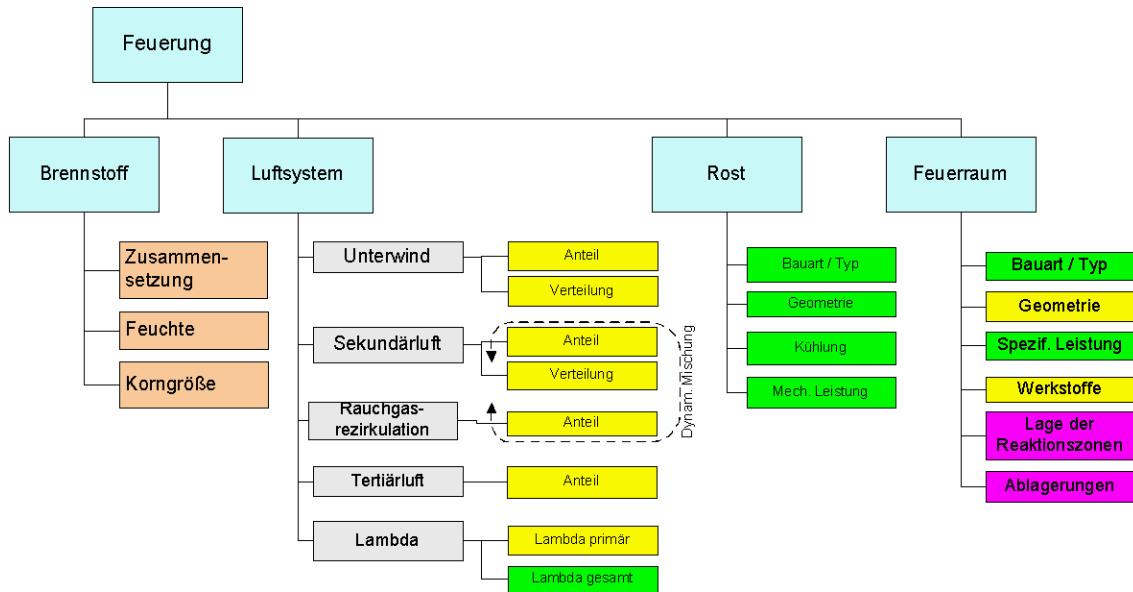 Feuerung
Brennstoff
Luftsystem
Rost
Feuerraum
Zusammen-
setzung
Feuchte
Korngröße
Unterwind
Anteil
Verteilung
Sekundärluft
Anteil
Verteilung
Rauchgas-
rezirkulation
Anteil
Dynam. Mischung
Tertiärluft
Anteil
Lambda
Lambda primär
Lambda gesamt
Bauart / Typ
Geometrie
Kühlung
Mech. Leistung
Bauart / Typ
Geometrie
Spezif. Leistung
Werkstoffe
Lage der
Reaktionszonen
Ablagerungen